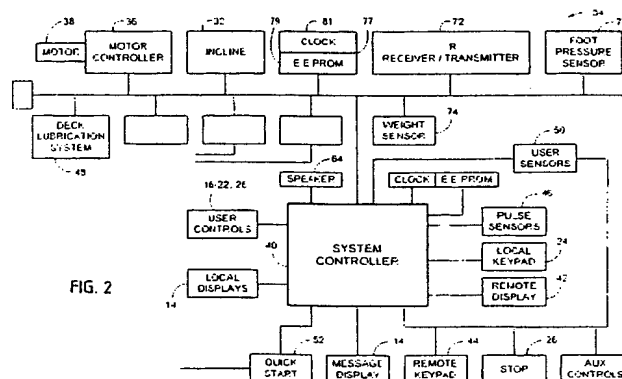 38 36 32 79 81 77 72 54 7
MOTOR
MOTOR
CONTROLLER
INCLINE
CLOCK
E E PROM
R
RECEIVER / TRANSMITTER
FOOT
PRESSURE
SENSOR
DECK
LUBRICATION
SYSTEM
48
WEIGHT
SENSOR
74
50
USER
SENSORS
64
SPEAKER
CLOCK E E PROM
16-22, 26
USER
CONTROLS
40
SYSTEM
CONTROLLER
46
PULSE
SENSORS
24
LOCAL
KEYPAD
42
REMOTE
DISPLAY
FIG. 2
LOCAL
DISPLAYS
14
52 14 44 26
QUICK
START
MESSAGE
DISPLAY
REMOTE
KEYPAD
STOP
AUX
CONTROLS